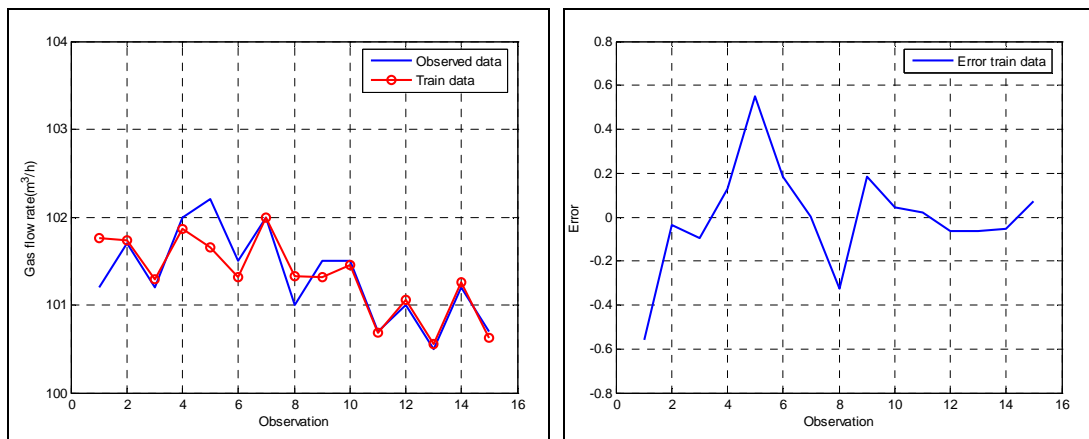 104
103
102
101
100
Gas flow rate(m³/h)
Observed data
Train data
0 2 4 6 8 10 12 14 16
Observation
0.8
0.6
0.4
0.2
0
-0.2
-0.4
-0.6
-0.8
Error
Error train data
0 2 4 6 8 10 12 14 16
Observation